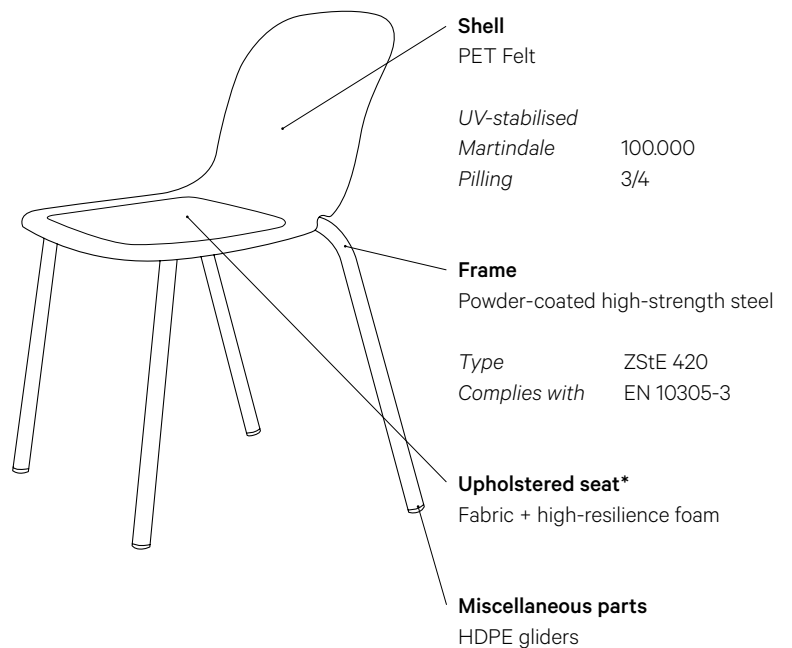 Shell
PET Felt
UV-stabilised
Martindale 100.000
Pilling 3/4
Frame
Powder-coated high-strength steel
Type ZStE 420
Complies with EN 10305-3
Upholstered seat*
Fabric + high-resilience foam
Miscellaneous parts
HDPE gliders